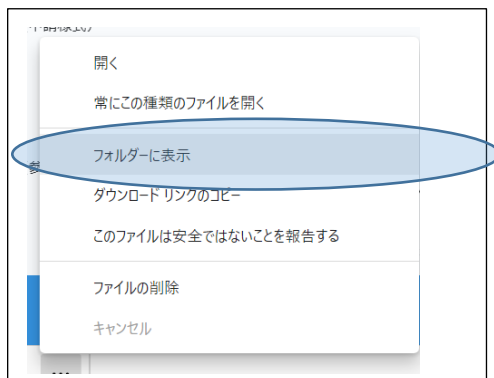 開く
常にこの種類のファイルを開く
フォルダーに表示
ダウンロード リンクのコピー
このファイルは安全ではないことを報告する
ファイルの削除
キャンセル
...